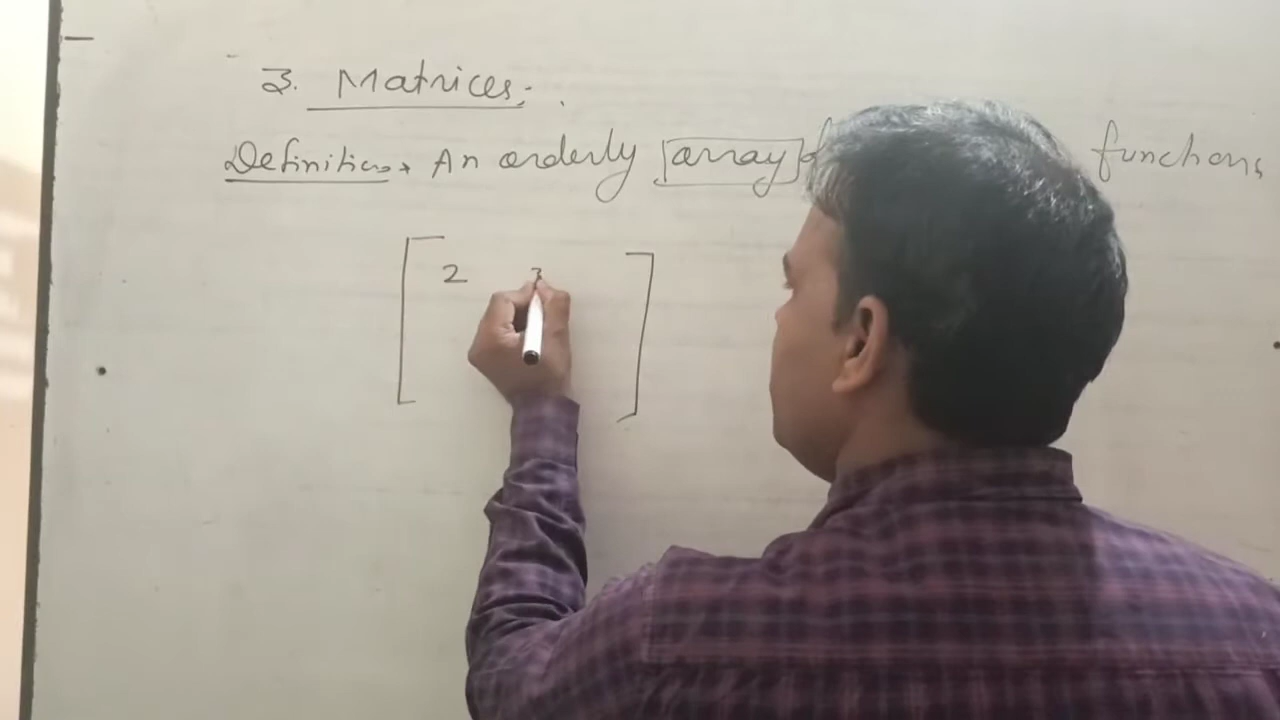 3. Matrices:
Definition → An orderly array functions
2 3